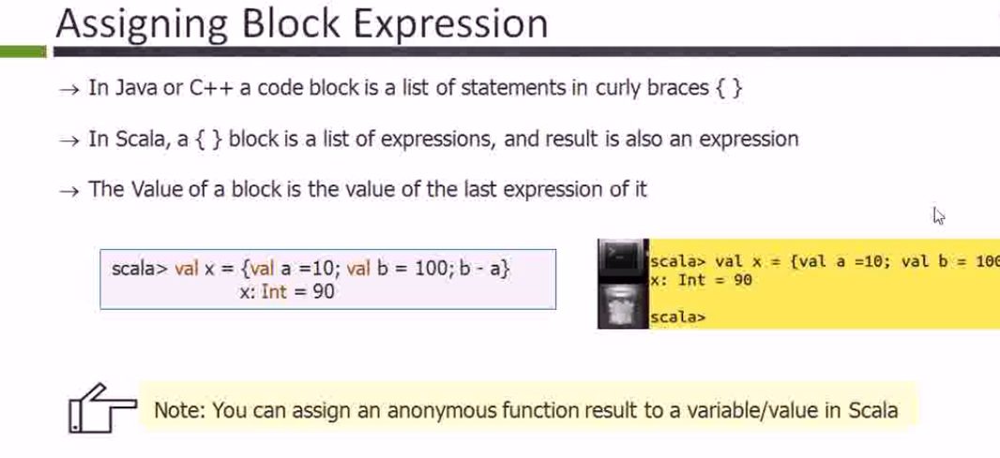 Assigning Block Expression
→ In Java or C++ a code block is a list of statements in curly braces { }
→ In Scala, a { } block is a list of expressions, and result is also an expression
→ The Value of a block is the value of the last expression of it
scala> val x = {val a =10; val b = 100; b - a}
x: Int = 90
scala> val x = {val a =10; val b = 100
x: Int = 90
scala>
Note: You can assign an anonymous function result to a variable/value in Scala